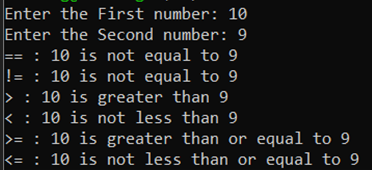 Enter the First number: 10
Enter the Second number: 9
== : 10 is not equal to 9
!= : 10 is not equal to 9
> : 10 is greater than 9
< : 10 is not less than 9
>= : 10 is greater than or equal to 9
<= : 10 is not less than or equal to 9